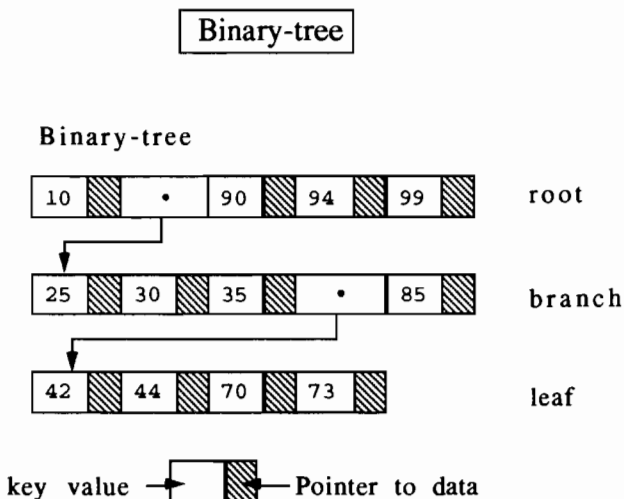 Binary-tree
Binary-tree
10 90 94 99 root
25 30 35 85 branch
42 44 70 73 leaf
key value Pointer to data